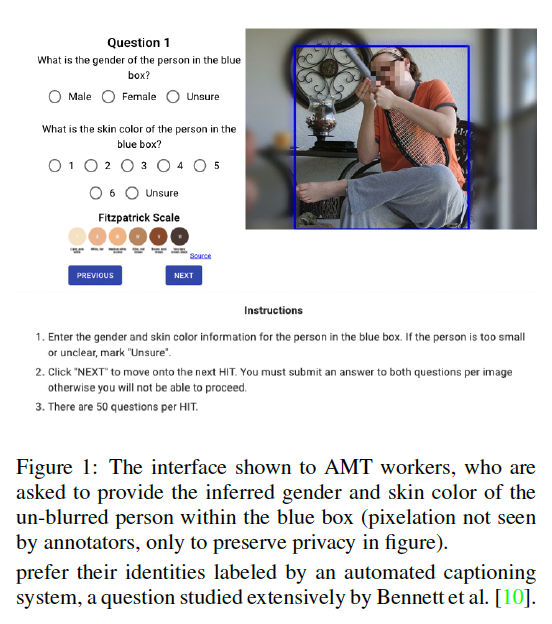 Question 1
What is the gender of the person in the blue
box?
Male Female Unsure
What is the skin color of the person in the
blue box?
1 2 3 4 5
6 Unsure
Fitzpatrick Scale
Source
PREVIOUS NEXT
Instructions
1. Enter the gender and skin color information for the person in the blue box. If the person is too small
or unclear, mark "Unsure".
2. Click "NEXT" to move onto the next HIT. You must submit an answer to both questions per image
otherwise you will not be able to proceed.
3. There are 50 questions per HIT.
Figure 1: The interface shown to AMT workers, who are
asked to provide the inferred gender and skin color of the
un-blurred person within the blue box (pixelation not seen
by annotators, only to preserve privacy in figure).
prefer their identities labeled by an automated captioning
system, a question studied extensively by Bennett et al. [10].